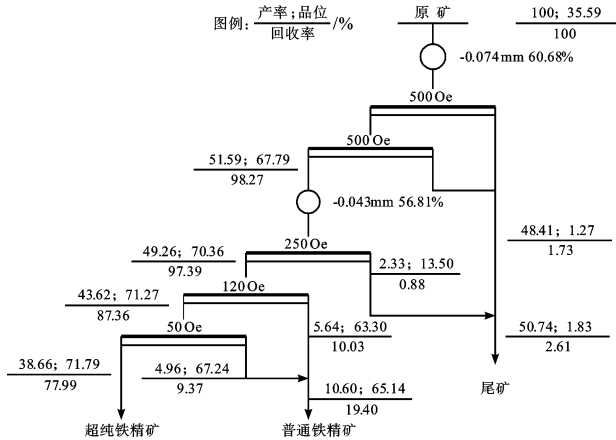 图例: 产率;品位/回收率 /%
原 矿
100; 35.59
100
-0.074mm 60.68%
500 Oe
500 Oe
51.59; 67.79
98.27
-0.043mm 56.81%
48.41; 1.27
1.73
250 Oe
49.26; 70.36
97.39
2.33; 13.50
0.88
120 Oe
43.62; 71.27
87.36
5.64; 63.30
10.03
50 Oe
50.74; 1.83
2.61
38.66; 71.79
77.99
4.96; 67.24
9.37
10.60; 65.14
19.40
尾矿
超纯铁精矿
普通铁精矿